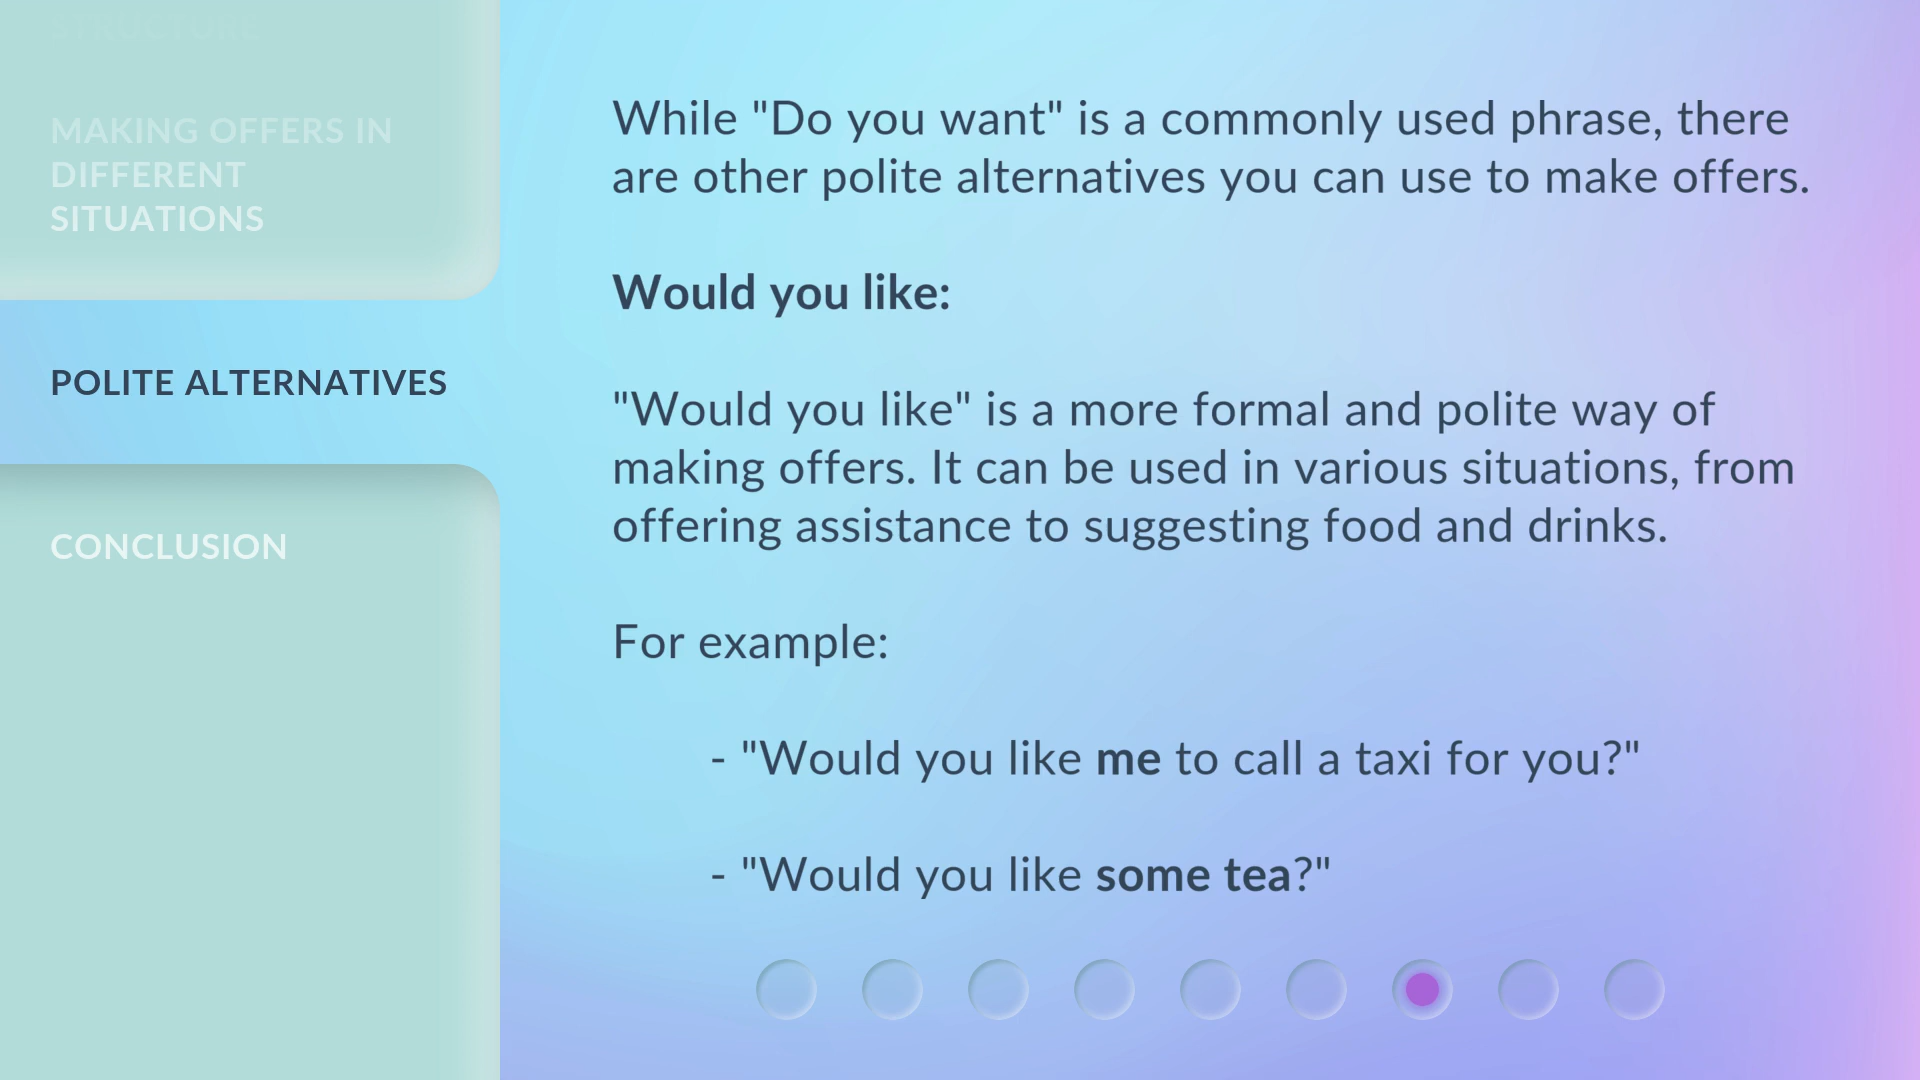 STRUCTURE
MAKING OFFERS IN
DIFFERENT
SITUATIONS
POLITE ALTERNATIVES
CONCLUSION
While "Do you want" is a commonly used phrase, there
are other polite alternatives you can use to make offers.
Would you like:
"Would you like" is a more formal and polite way of
making offers. It can be used in various situations, from
offering assistance to suggesting food and drinks.
For example:
- "Would you like me to call a taxi for you?"
- "Would you like some tea?"